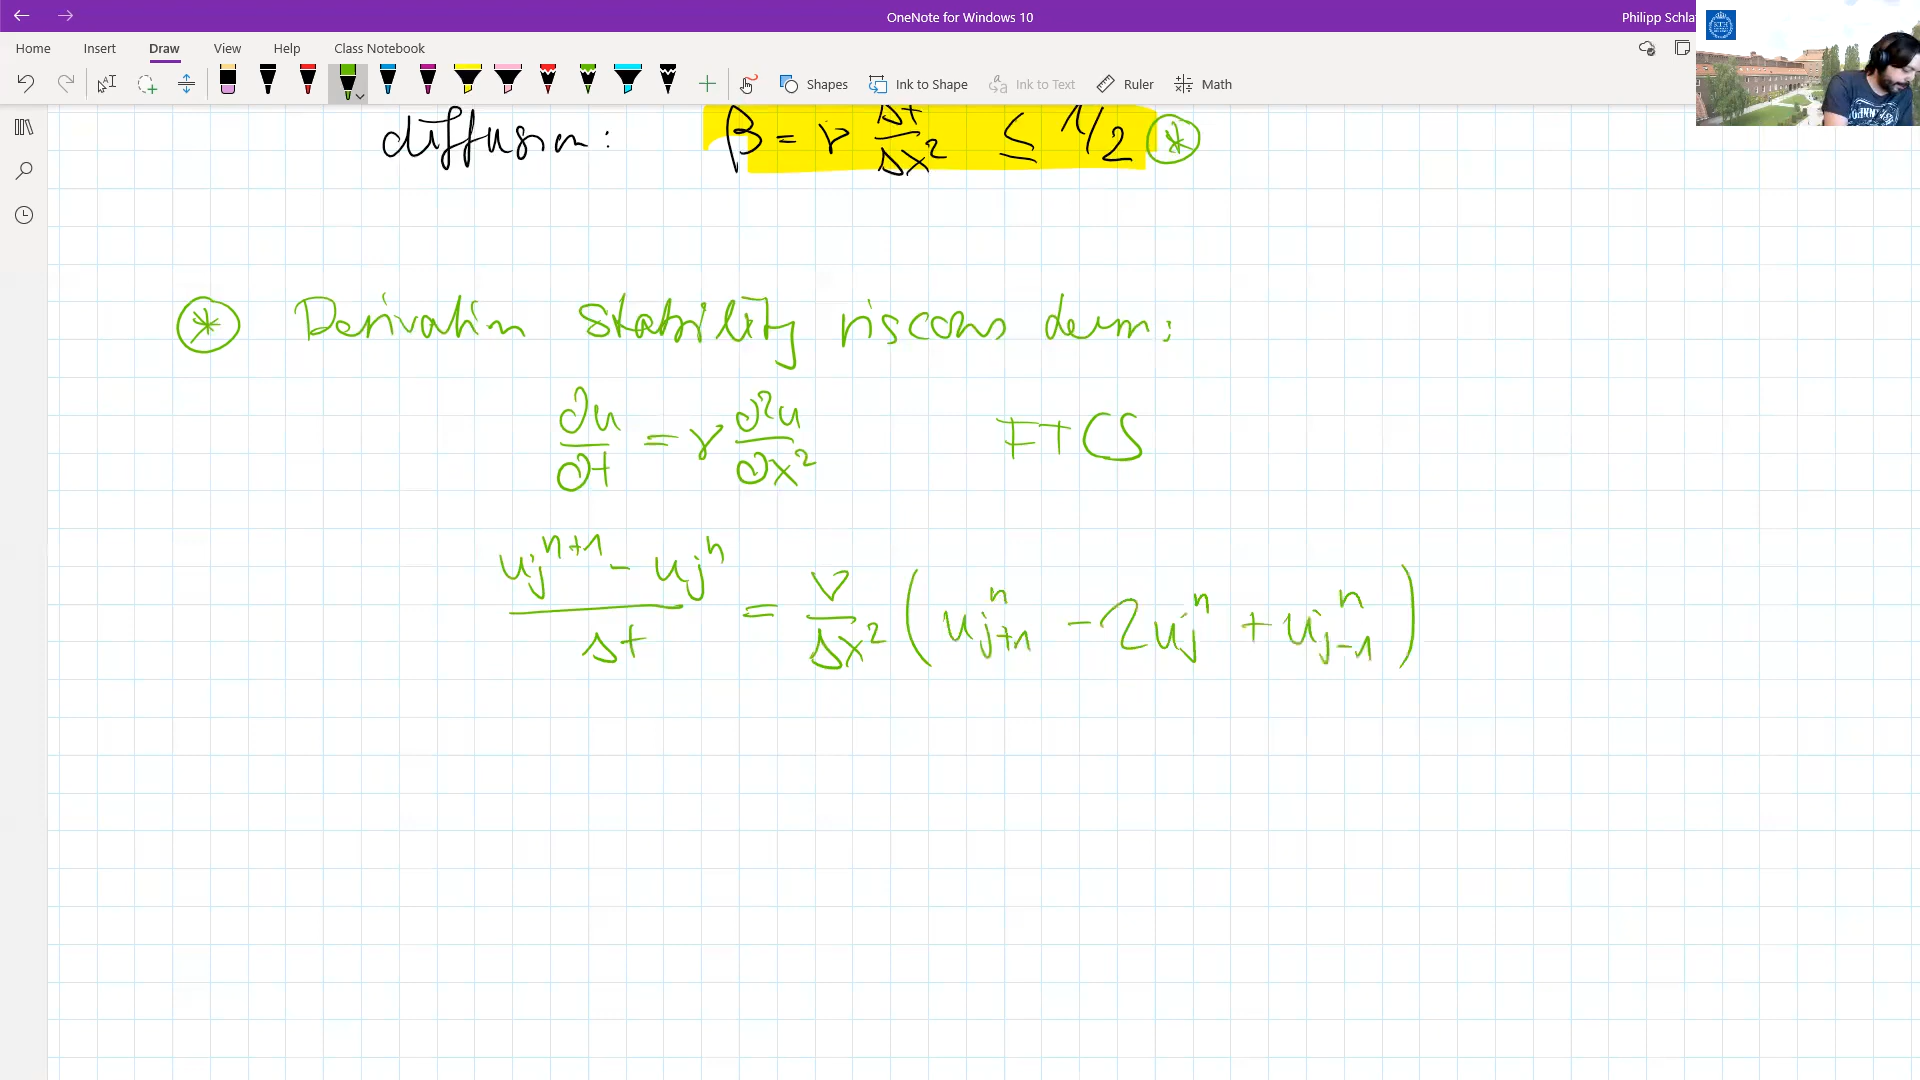 OneNote for Windows 10
Philipp Schla
Home Insert Draw View Help Class Notebook
Shapes Ink to Shape Ink to Text Ruler Math
diffusion: β = ν Δt/Δx² ≤ 1/2 *
* Derivation stability viscous
∂u/∂t = ν ∂²u/∂x² FTCS
(u_j^{n+1} - u_j^n)/Δt = ν/Δx² (u_{j+1}^n - 2u_j^n + u_{j-1}^n)